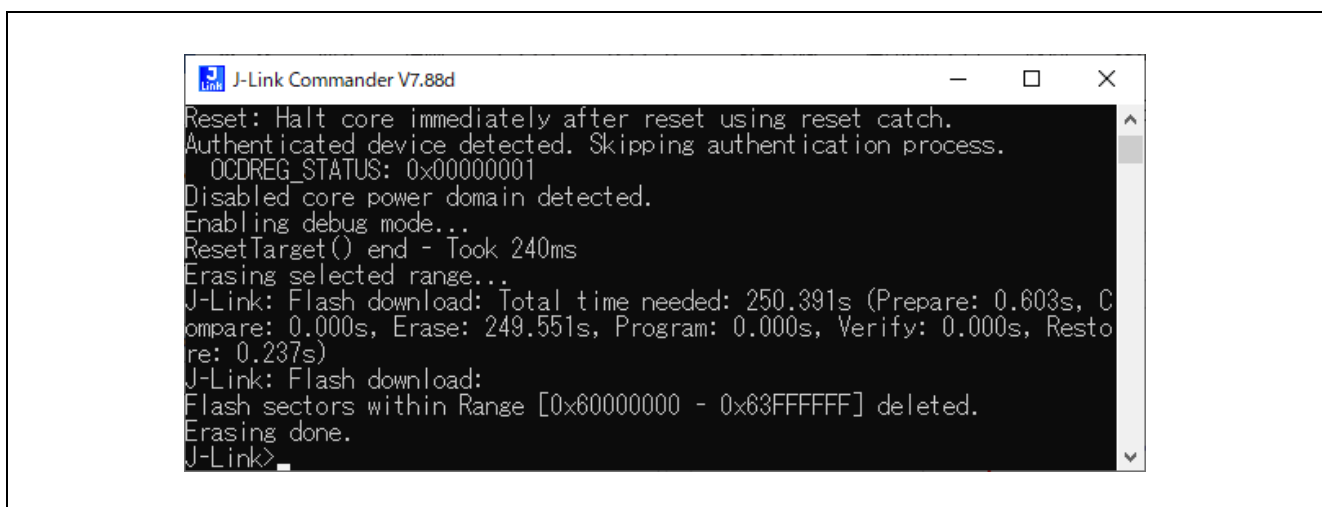 J-Link Commander V7.88d
Reset: Halt core immediately after reset using reset catch.
Authenticated device detected. Skipping authentication process.
  OCDREG_STATUS: 0x00000001
Disabled core power domain detected.
Enabling debug mode...
ResetTarget() end - Took 240ms
Erasing selected range...
J-Link: Flash download: Total time needed: 250.391s (Prepare: 0.603s, C
ompare: 0.000s, Erase: 249.551s, Program: 0.000s, Verify: 0.000s, Resto
re: 0.237s)
J-Link: Flash download:
Flash sectors within Range [0x60000000 - 0x63FFFFFF] deleted.
Erasing done.
J-Link>_